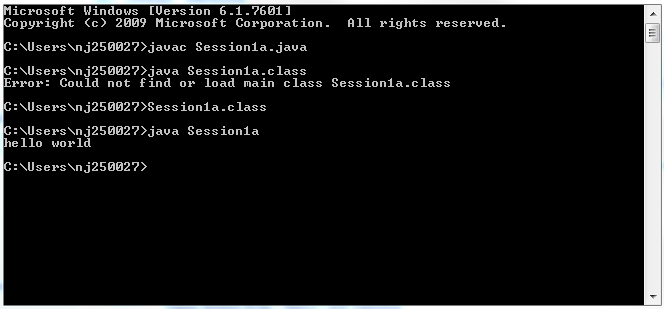 Microsoft Windows [Version 6.1.7601]
Copyright (c) 2009 Microsoft Corporation.  All rights reserved.
C:\Users\nj250027>javac Session1a.java
C:\Users\nj250027>java Session1a.class
Error: Could not find or load main class Session1a.class
C:\Users\nj250027>Session1a.class
C:\Users\nj250027>java Session1a
hello world
C:\Users\nj250027>